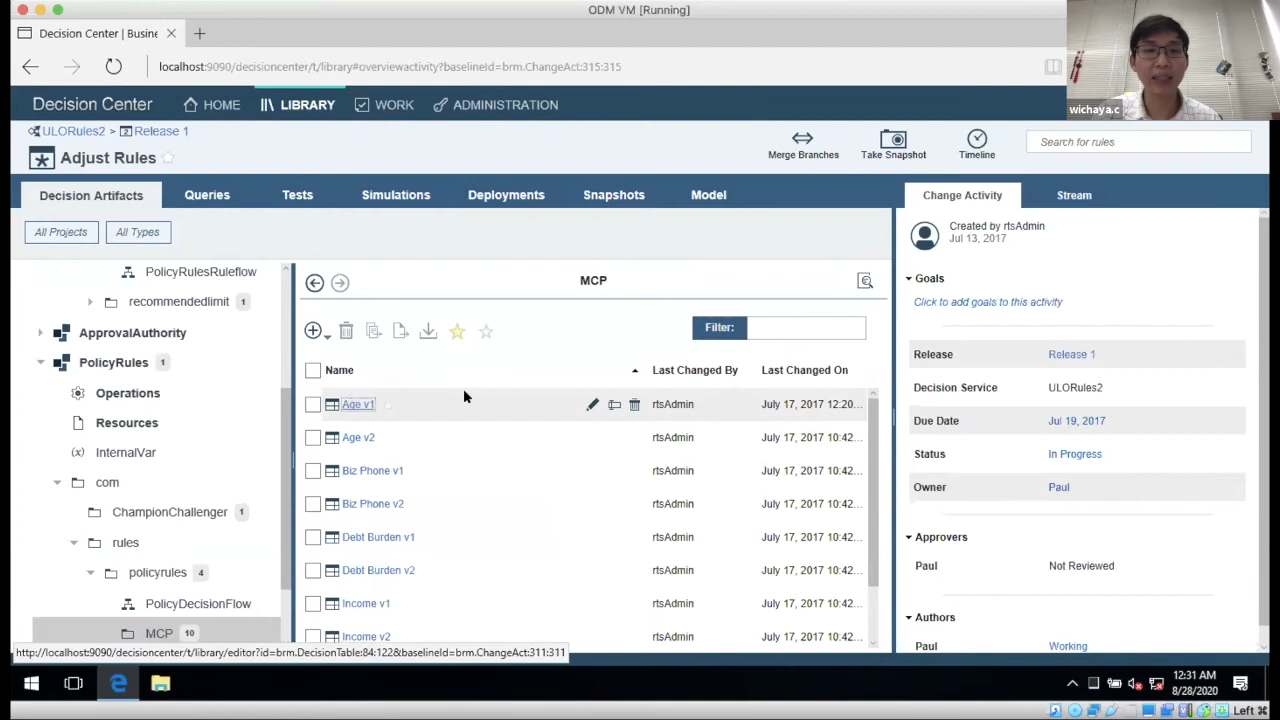 ODM VM [Running]
Decision Center | Busine
localhost:9090/decisioncenter/t/library#overviewactivity?baselineId=brm.ChangeAct:315:315
wichaya.c
Decision Center
HOME
LIBRARY
WORK
ADMINISTRATION
ULORules2 > Release 1
Adjust Rules
Merge Branches
Take Snapshot
Timeline
Search for rules
Decision Artifacts
Queries
Tests
Simulations
Deployments
Snapshots
Model
Change Activity
Stream
All Projects
All Types
PolicyRulesRuleflow
recommendedlimit 1
ApprovalAuthority
PolicyRules 1
Operations
Resources
(x) InternalVar
com
ChampionChallenger 1
rules
policyrules 4
PolicyDecisionFlow
MCP 10
MCP
Filter:
Name Last Changed By Last Changed On
Age v1 rtsAdmin July 17, 2017 12:20...
Age v2 rtsAdmin July 17, 2017 10:42...
Biz Phone v1 rtsAdmin July 17, 2017 10:42...
Biz Phone v2 rtsAdmin July 17, 2017 10:42...
Debt Burden v1 rtsAdmin July 17, 2017 10:42...
Debt Burden v2 rtsAdmin July 17, 2017 10:42...
Income v1 rtsAdmin July 17, 2017 10:42...
Income v2 rtsAdmin July 17, 2017 10:42...
Created by rtsAdmin
Jul 13, 2017
Goals
Click to add goals to this activity
Release Release 1
Decision Service ULORules2
Due Date Jul 19, 2017
Status In Progress
Owner Paul
Approvers
Paul Not Reviewed
Authors
Paul Working
http://localhost:9090/decisioncenter/t/library/editor?id=brm.DecisionTable:84:122&baselineId=brm.ChangeAct:311:311
12:31 AM
8/28/2020
Left ⌘